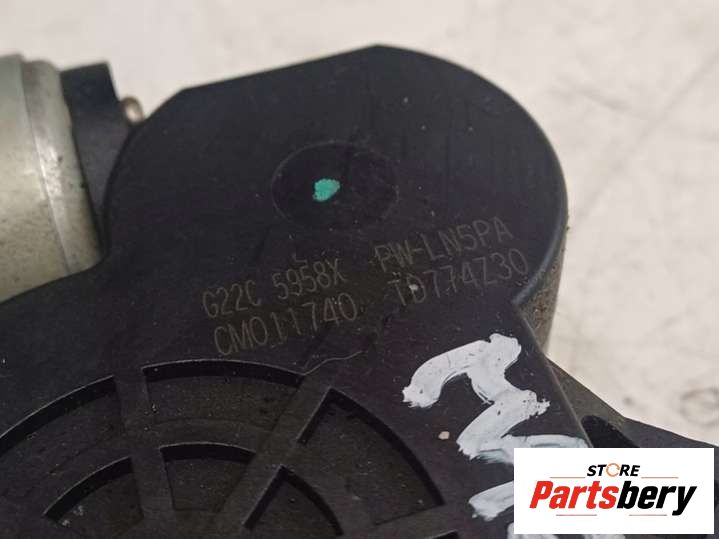 G22C 5958X PW-LN5PA
CM011740 TD774Z30
STORE
Partsbery